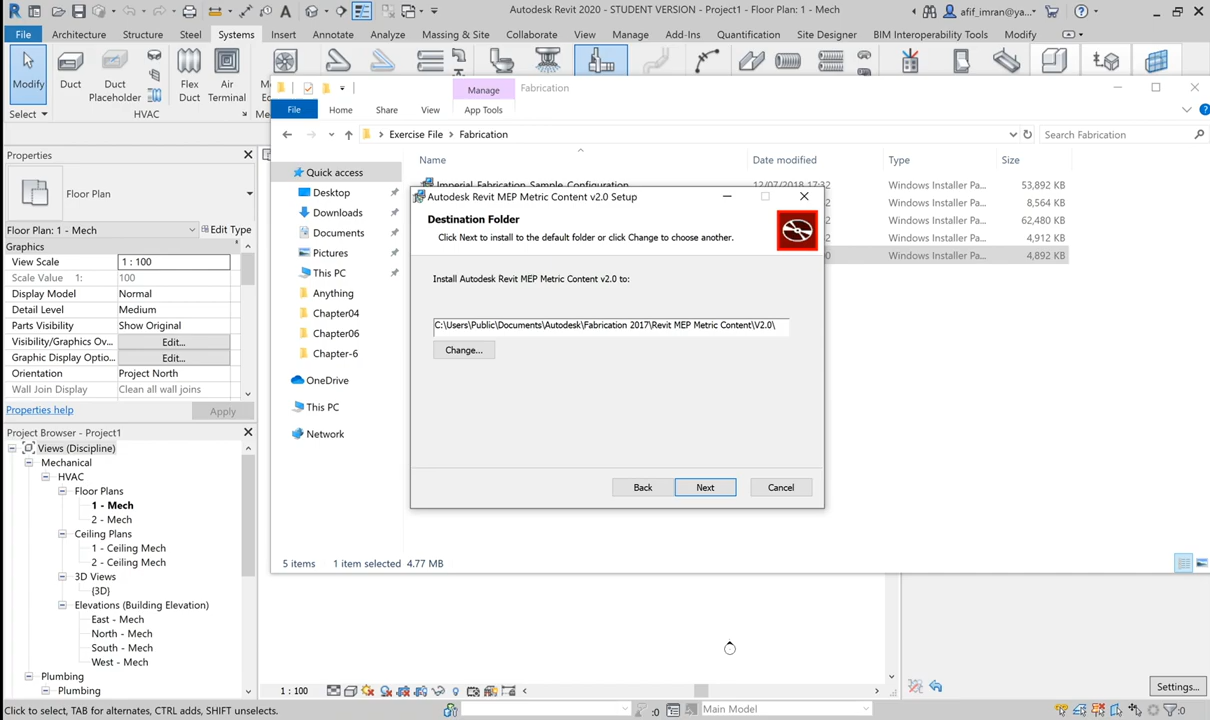 Autodesk Revit 2020 - STUDENT VERSION - Project1 - Floor Plan: 1 - Mech
afif_imran@ya...
File Architecture Structure Steel Systems Insert Annotate Analyze Massing & Site Collaborate View Manage Add-Ins Quantification Site Designer BIM Interoperability Tools Modify
Modify
Duct
Duct Placeholder
Flex Duct
Air Terminal
Select
HVAC
Manage
Fabrication
File Home Share View App Tools
Exercise File > Fabrication
Search Fabrication
Properties
Floor Plan
Floor Plan: 1 - Mech
Edit Type
Graphics
View Scale 1 : 100
Scale Value 1: 100
Display Model Normal
Detail Level Medium
Parts Visibility Show Original
Visibility/Graphics Ov... Edit...
Graphic Display Optio... Edit...
Orientation Project North
Wall Join Display Clean all wall joins
Properties help
Apply
Project Browser - Project1
Views (Discipline)
Mechanical
HVAC
Floor Plans
1 - Mech
2 - Mech
Ceiling Plans
1 - Ceiling Mech
2 - Ceiling Mech
3D Views
{3D}
Elevations (Building Elevation)
East - Mech
North - Mech
South - Mech
West - Mech
Plumbing
Plumbing
Quick access
Desktop
Downloads
Documents
Pictures
This PC
Anything
Chapter04
Chapter06
Chapter-6
OneDrive
This PC
Network
Name Date modified Type Size
Imperial Fabrication Sample Configuration 12/07/2018 17:32 Windows Installer Pa... 53,892 KB
Windows Installer Pa... 8,564 KB
Windows Installer Pa... 62,480 KB
Windows Installer Pa... 4,912 KB
Windows Installer Pa... 4,892 KB
Autodesk Revit MEP Metric Content v2.0 Setup
Destination Folder
Click Next to install to the default folder or click Change to choose another.
Install Autodesk Revit MEP Metric Content v2.0 to:
C:\Users\Public\Documents\Autodesk\Fabrication 2017\Revit MEP Metric Content\V2.0\
Change...
Back Next Cancel
5 items 1 item selected 4.77 MB
1 : 100
Settings...
Click to select, TAB for alternates, CTRL adds, SHIFT unselects.
:0
Main Model
:0